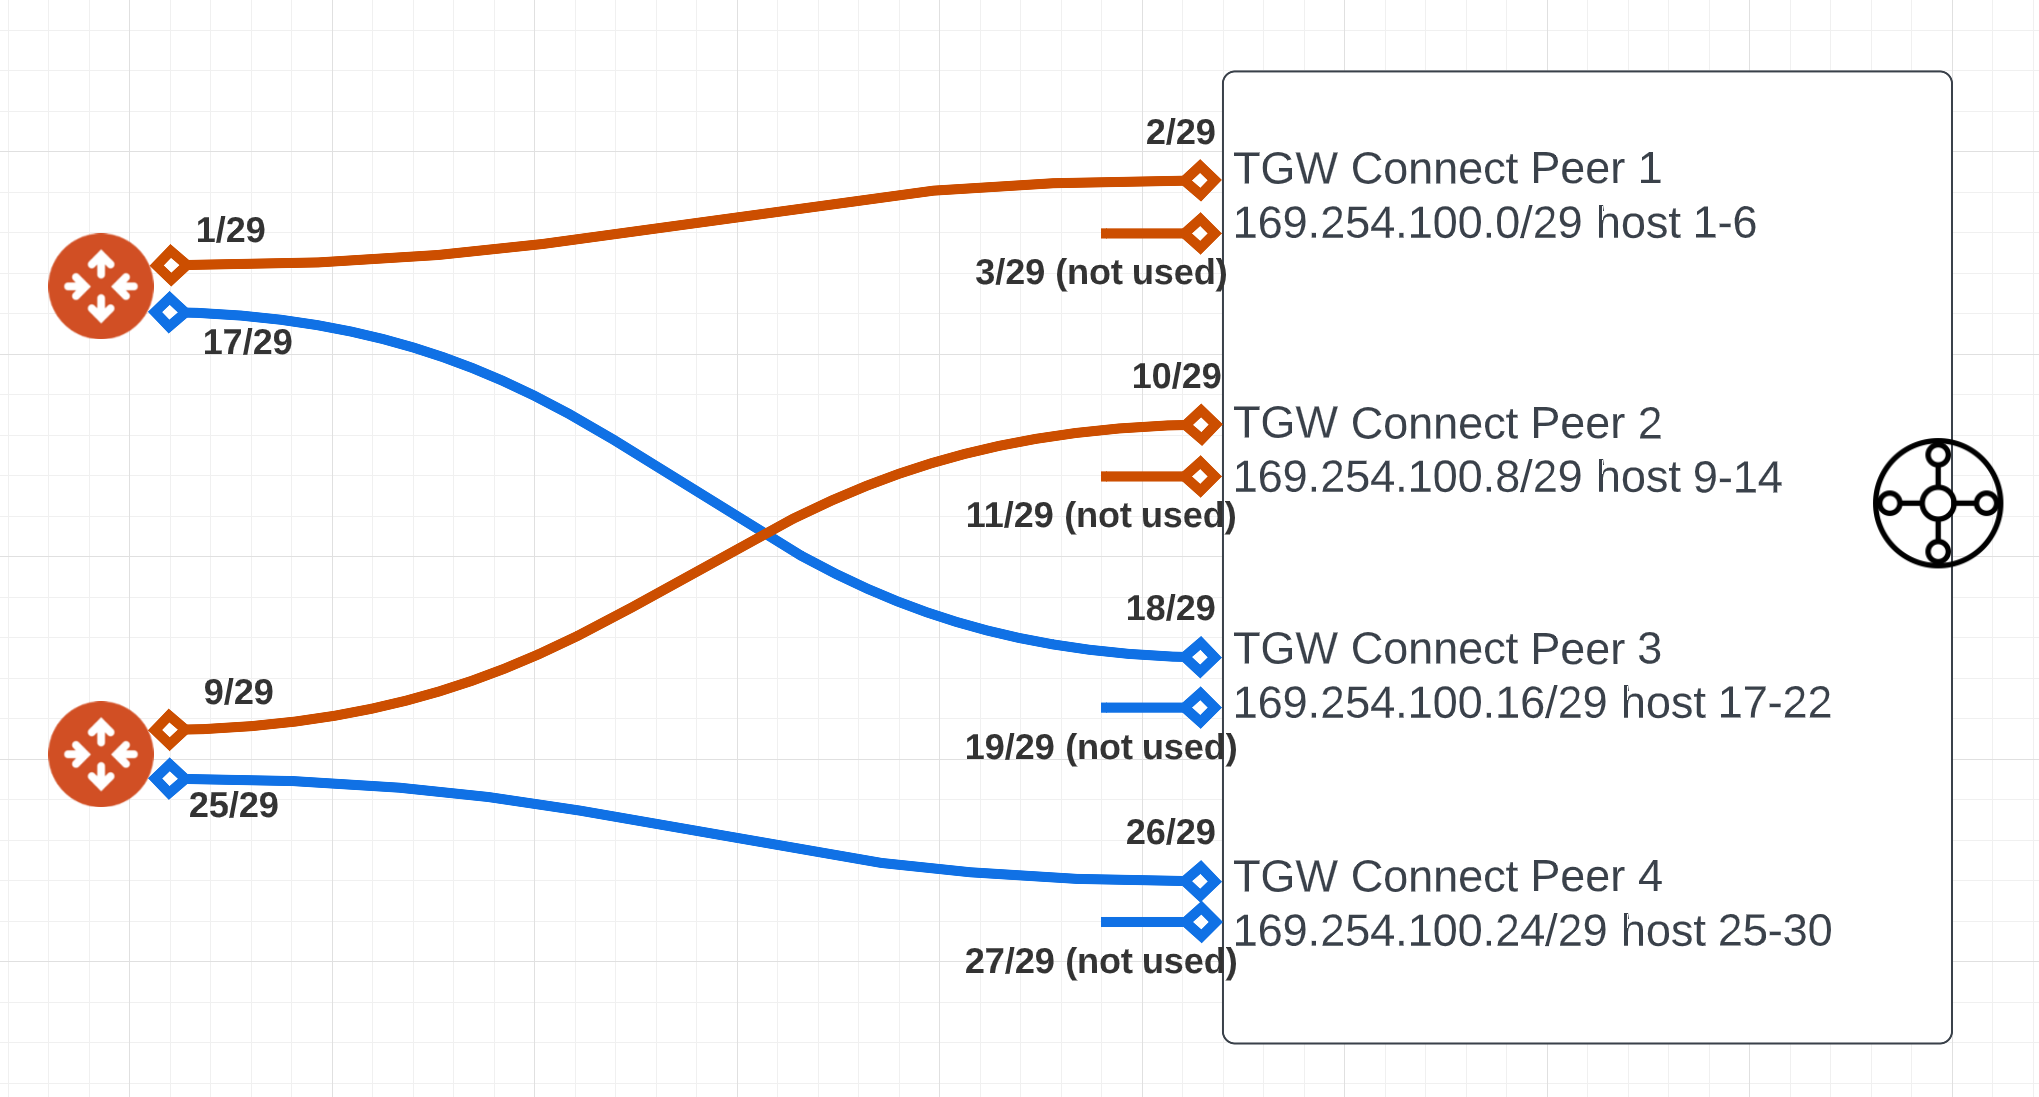 2/29
TGW Connect Peer 1
1/29
169.254.100.0/29 host 1-6
3/29 (not used)
17/29
10/29
TGW Connect Peer 2
169.254.100.8/29 host 9-14
11/29 (not used)
18/29
TGW Connect Peer 3
9/29
169.254.100.16/29 host 17-22
19/29 (not used)
25/29
26/29
TGW Connect Peer 4
169.254.100.24/29 host 25-30
27/29 (not used)